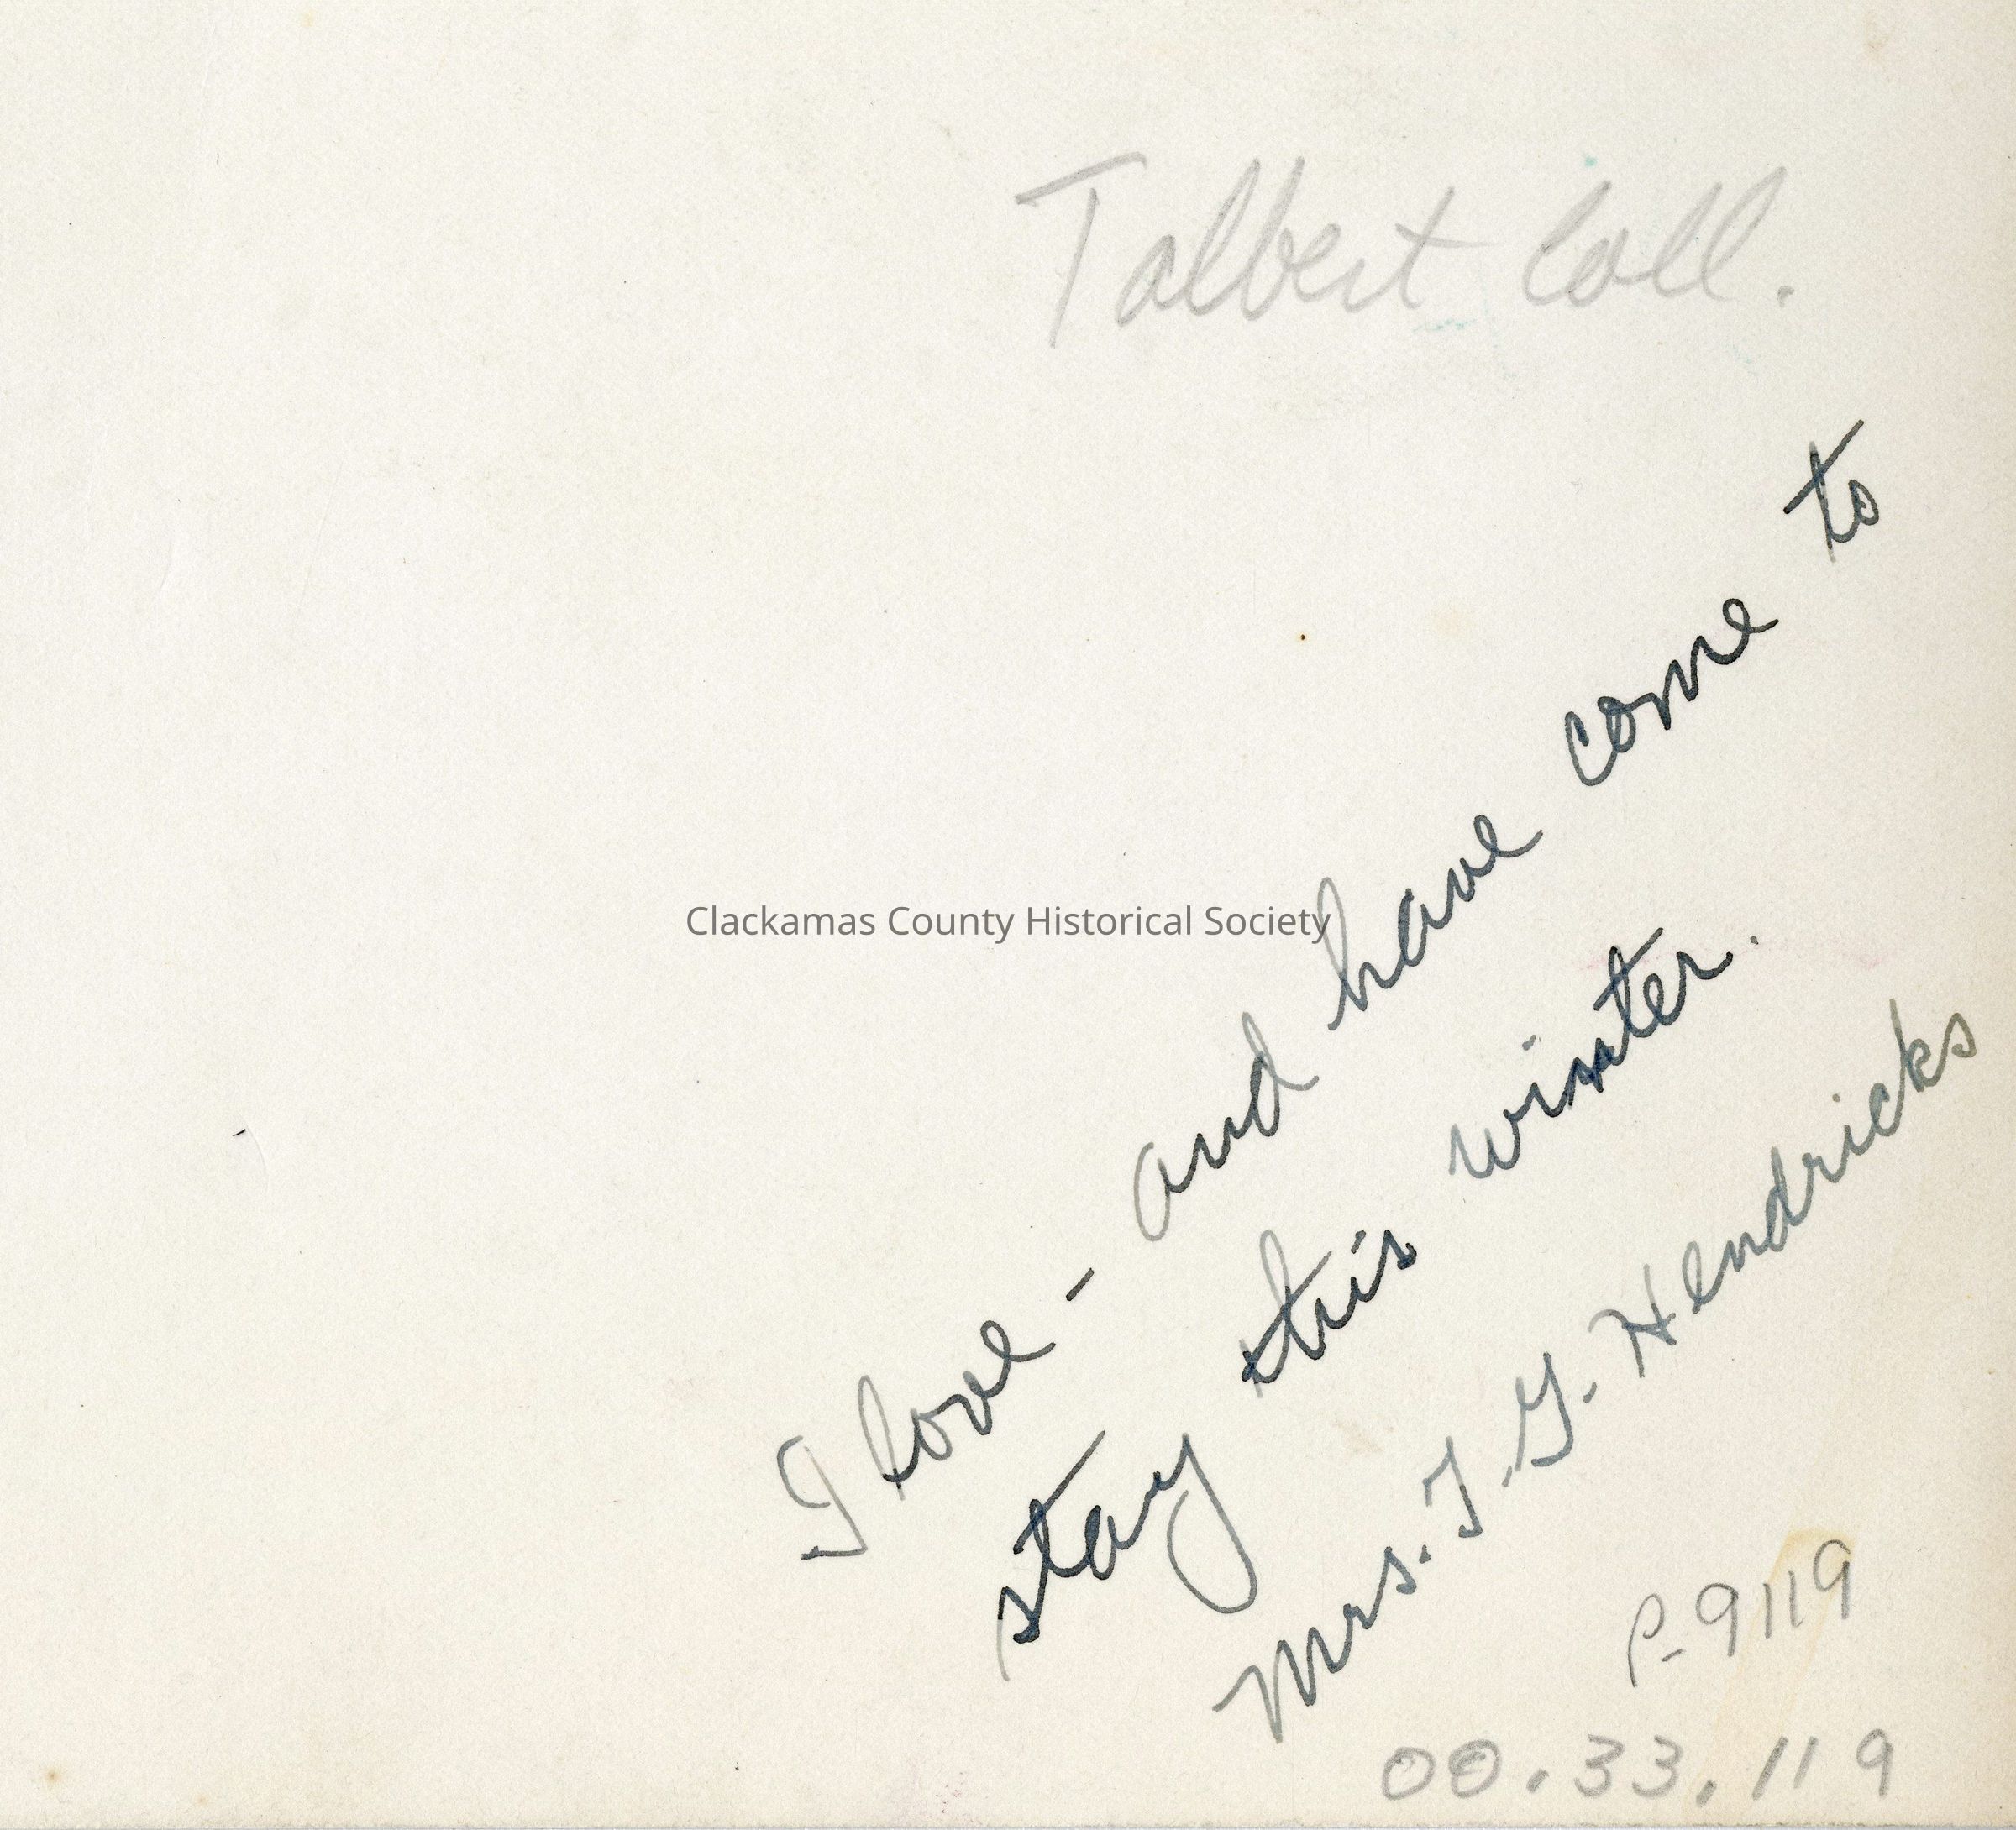 Talbert Coll.
I love - and have come to
stay this winter.
Mrs. T. G. Hendricks
Clackamas County Historical Society
P-9119
00.33.119